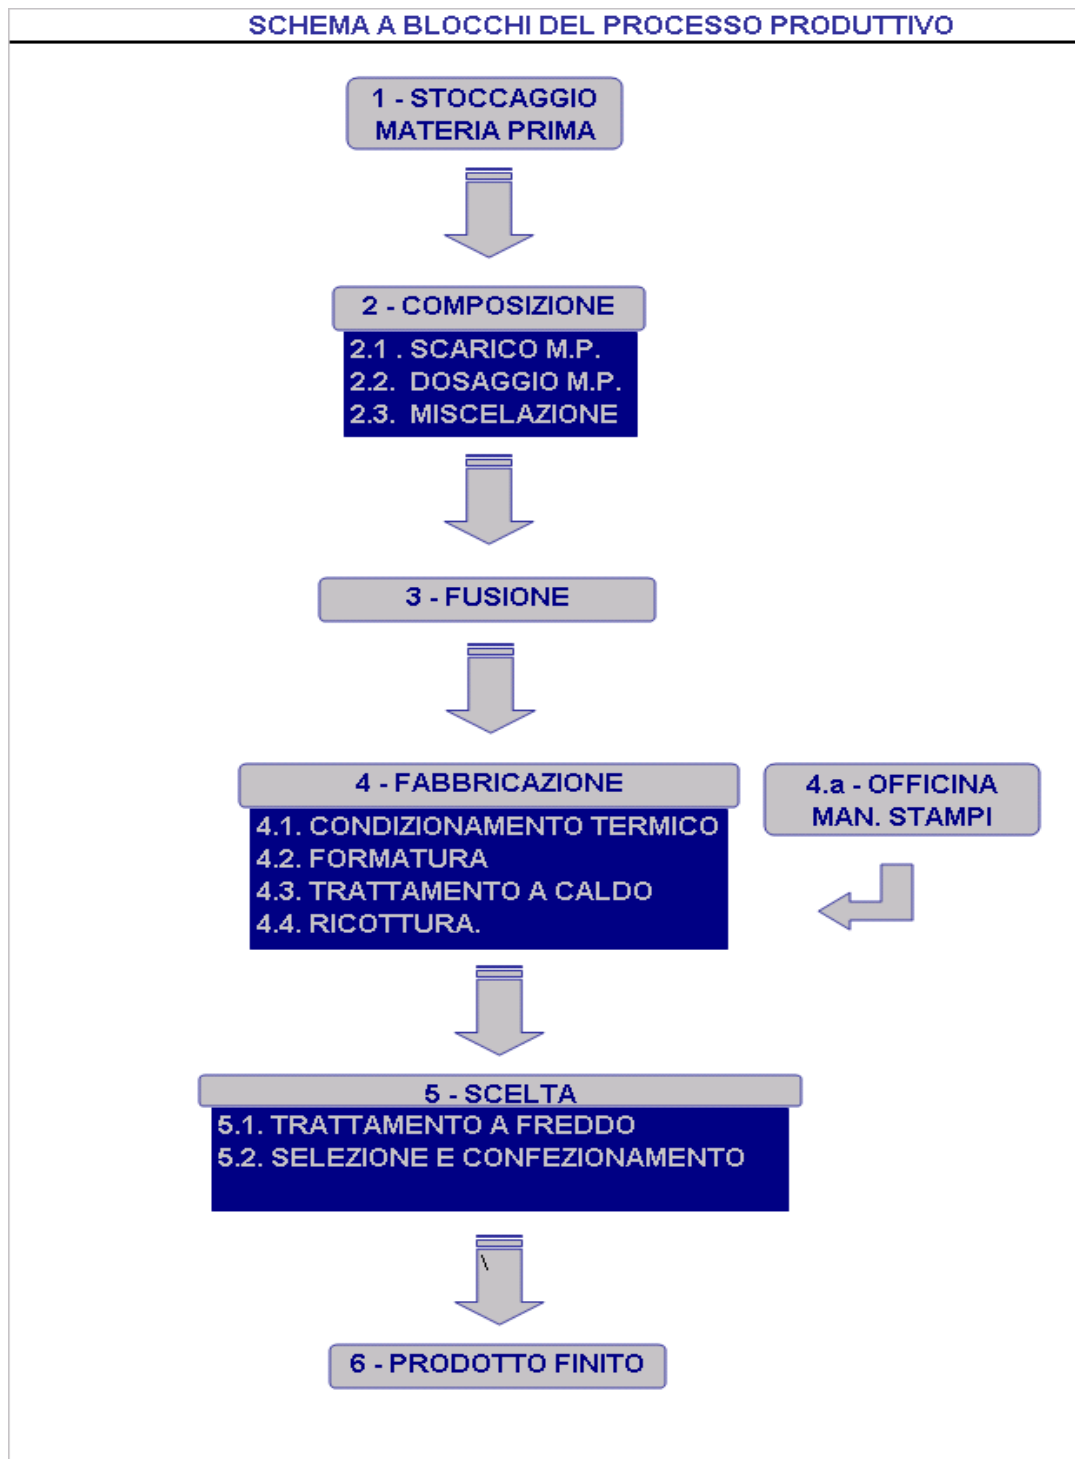 SCHEMA A BLOCCHI DEL PROCESSO PRODUTTIVO
1 - STOCCAGGIO
MATERIA PRIMA
2 - COMPOSIZIONE
2.1 . SCARICO M.P.
2.2. DOSAGGIO M.P.
2.3. MISCELAZIONE
3 - FUSIONE
4 - FABBRICAZIONE
4.1. CONDIZIONAMENTO TERMICO
4.2. FORMATURA
4.3. TRATTAMENTO A CALDO
4.4. RICOTTURA.
4.a - OFFICINA
MAN. STAMPI
5 - SCELTA
5.1. TRATTAMENTO A FREDDO
5.2. SELEZIONE E CONFEZIONAMENTO
\
6 - PRODOTTO FINITO